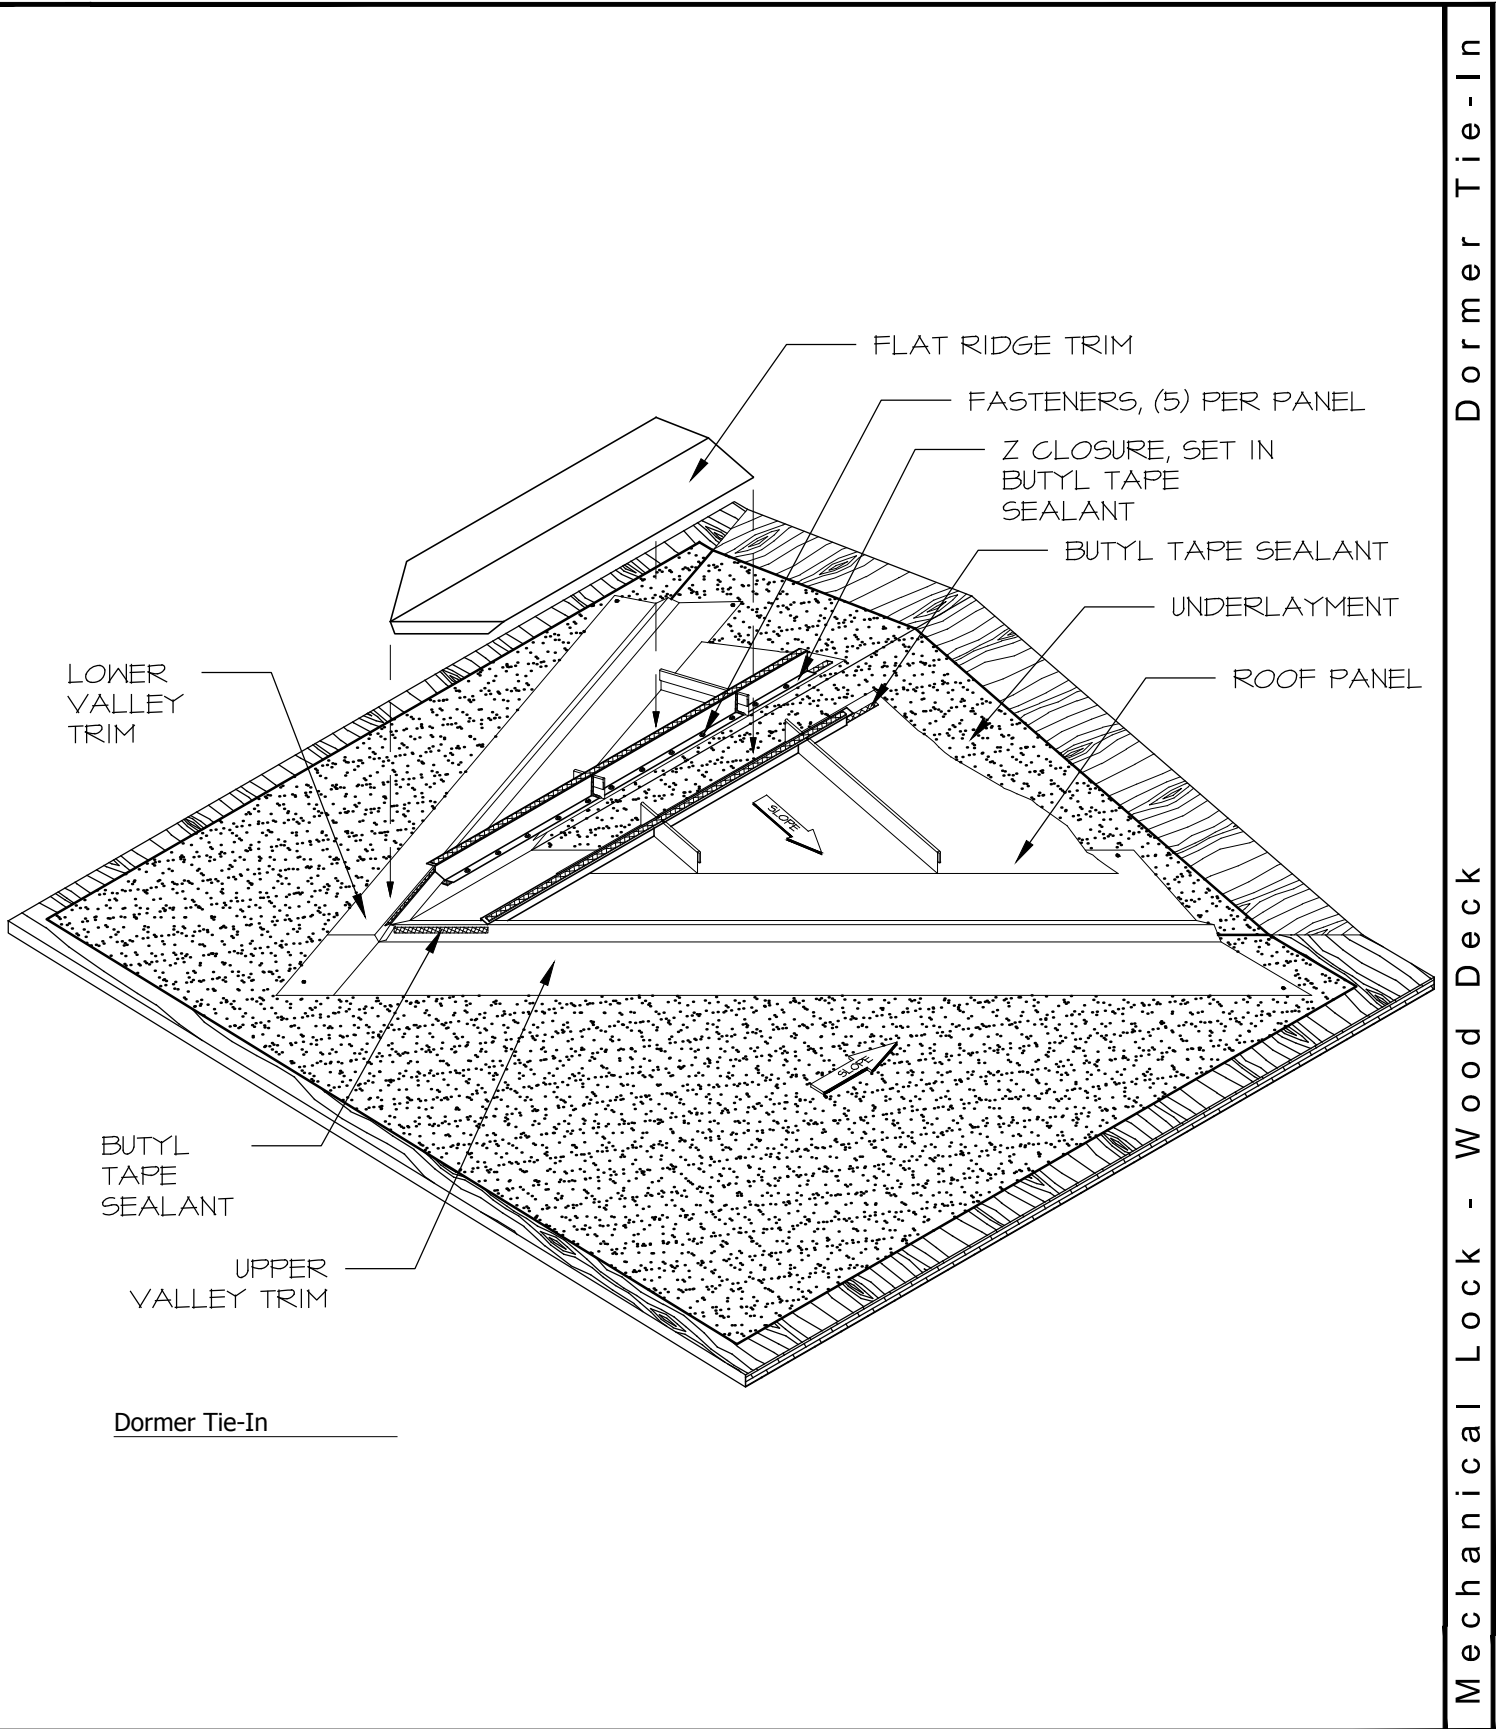 FLAT RIDGE TRIM
FASTENERS, (5) PER PANEL
Z CLOSURE, SET IN
BUTYL TAPE
SEALANT
BUTYL TAPE SEALANT
UNDERLAYMENT
ROOF PANEL
LOWER
VALLEY
TRIM
SLOPE
SLOPE
BUTYL
TAPE
SEALANT
UPPER
VALLEY TRIM
Dormer Tie-In
Mechanical Lock - Wood Deck
Dormer Tie-In